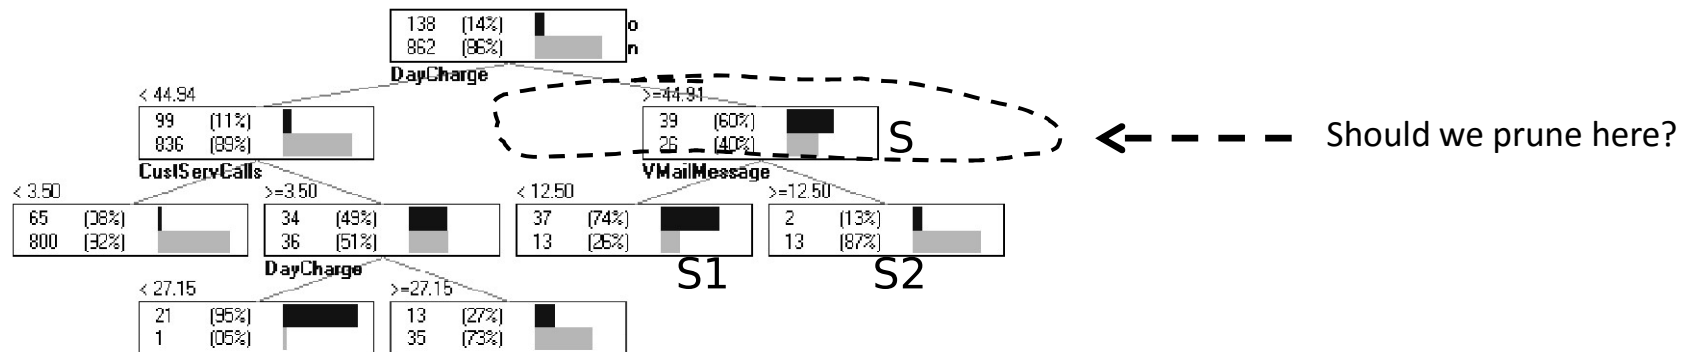 138 (14%) o
862 (86%) n
DayCharge
< 44.94 >=44.94
99 (11%) 39 (60%) S Should we prune here?
836 (89%) 26 (40%)
CustServCalls VMailMessage
< 3.50 >=3.50 < 12.50 >=12.50
65 (08%) 34 (49%) 37 (74%) 2 (13%)
800 (92%) 36 (51%) 13 (26%) 13 (87%)
DayCharge S1 S2
< 27.15 >=27.15
21 (95%) 13 (27%)
1 (05%) 35 (73%)